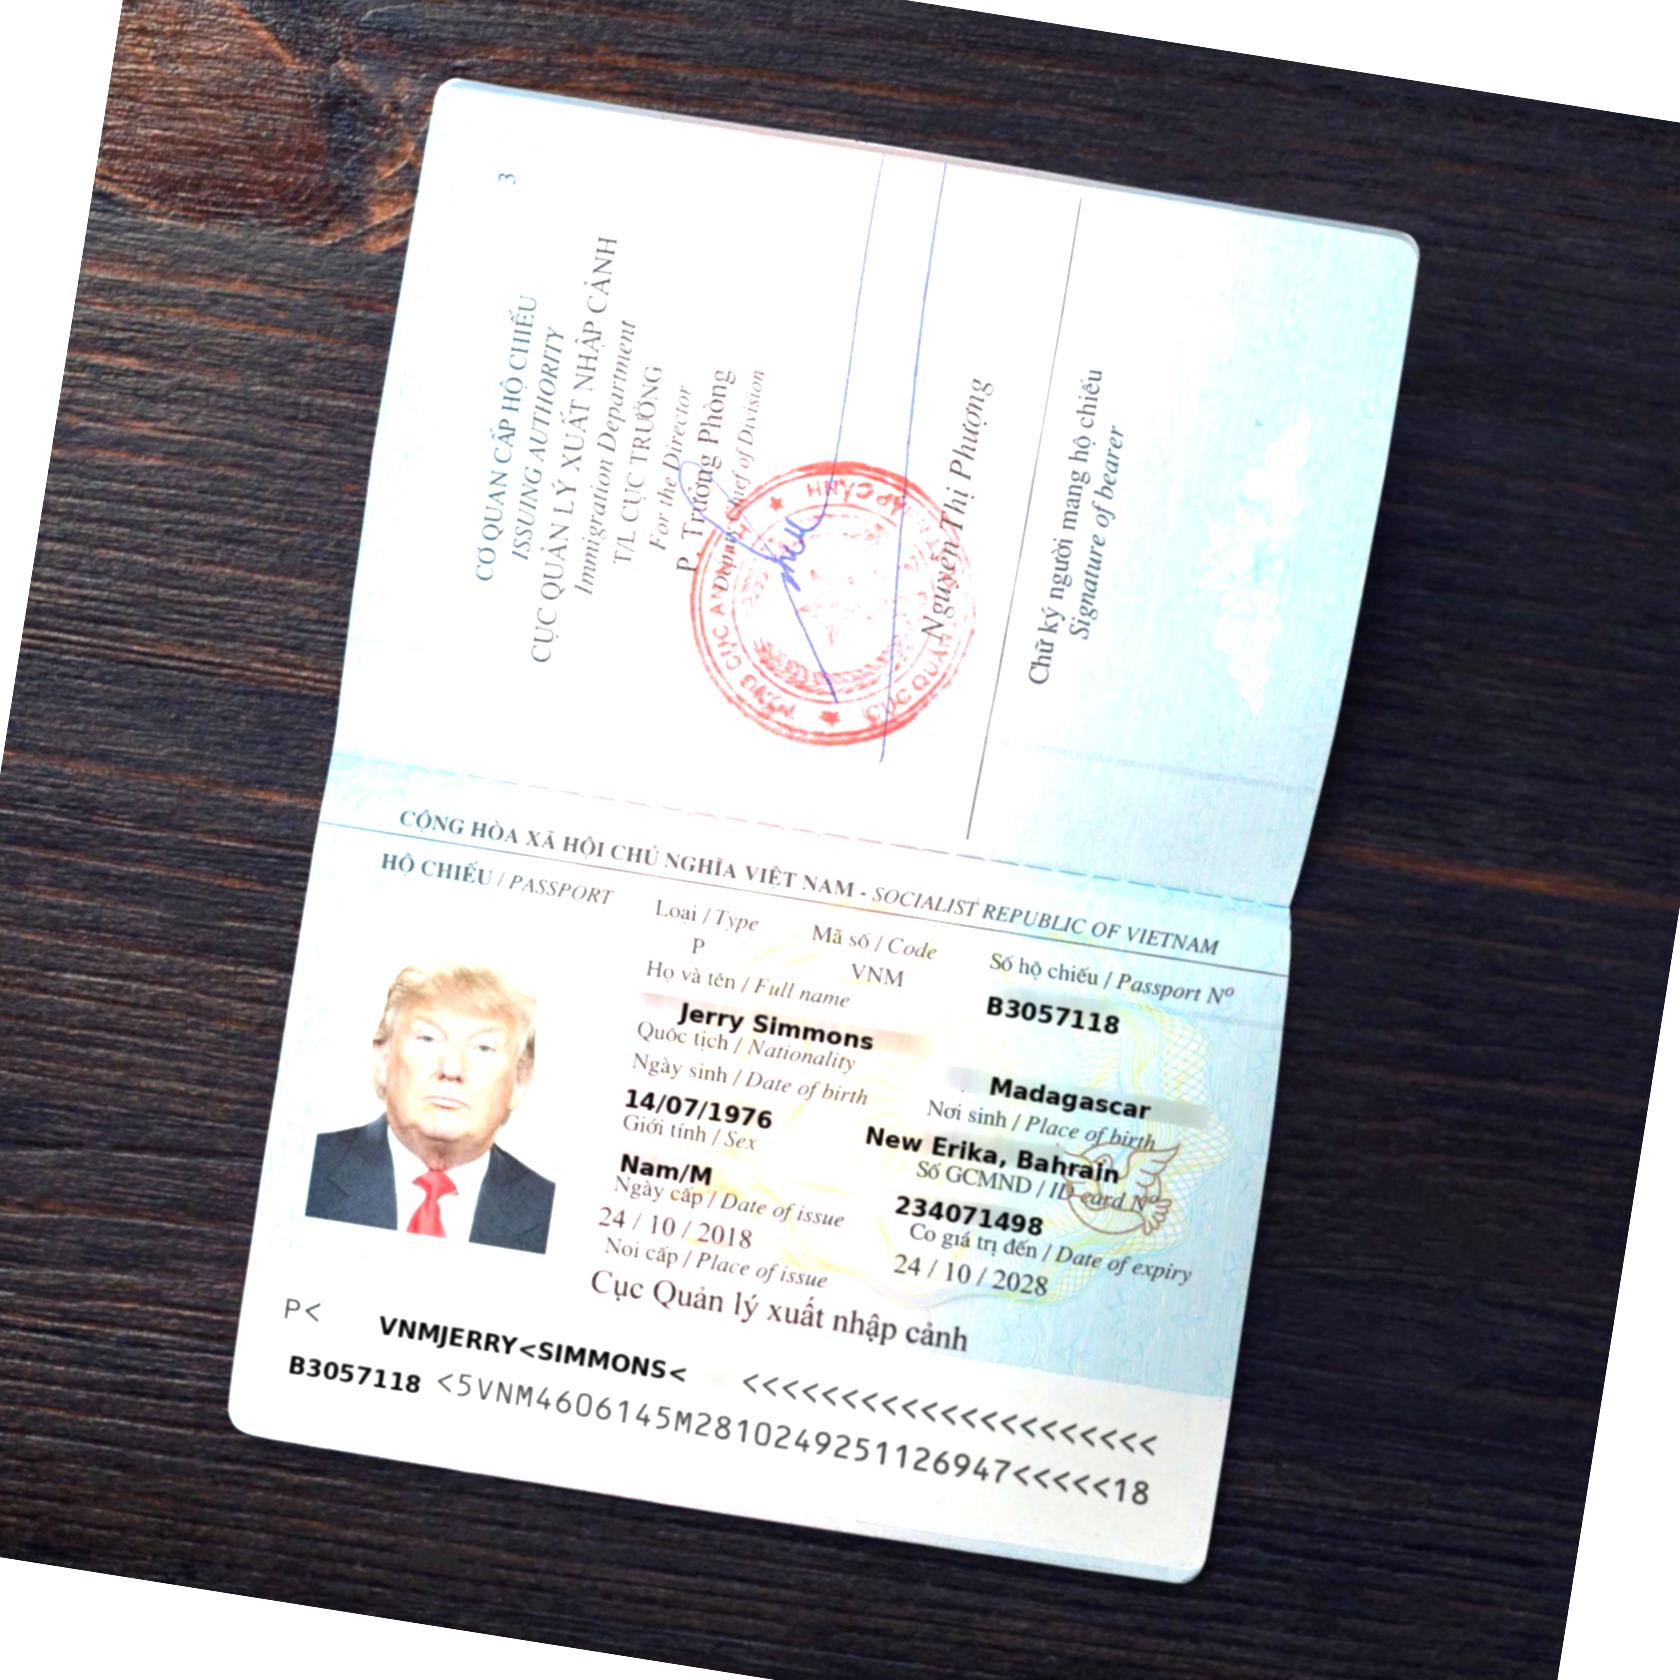 3
CƠ QUAN CẤP HỘ CHIẾU
ISSUING AUTHORITY
CỤC QUẢN LÝ XUẤT NHẬP CẢNH
Immigration Department
T/L CỤC TRƯỞNG
For the Director
P. Trưởng Phòng
Deputy Chief of Division
Nguyễn Thị Phượng
Chữ ký người mang hộ chiếu
Signature of bearer
CỘNG HÒA XÃ HỘI CHỦ NGHĨA VIỆT NAM - SOCIALIST REPUBLIC OF VIETNAM
HỘ CHIẾU / PASSPORT
Loại / Type
Mã số / Code
Số hộ chiếu / Passport Nº
P
VNM
B3057118
Họ và tên / Full name
Jerry Simmons
Quốc tịch / Nationality
Madagascar
Ngày sinh / Date of birth
Nơi sinh / Place of birth
14/07/1976
New Erika, Bahrain
Giới tính / Sex
Số GCMND / ID card Nº
Nam/M
234071498
Ngày cấp / Date of issue
Co giá trị đến / Date of expiry
24 / 10 / 2018
24 / 10 / 2028
Noi cấp / Place of issue
Cục Quản lý xuất nhập cảnh
P< VNMJERRY<SIMMONS< <<<<<<<<<<<<<<<<<<<<<
B3057118 <5VNM4606145M2810249251126947<<<<<18